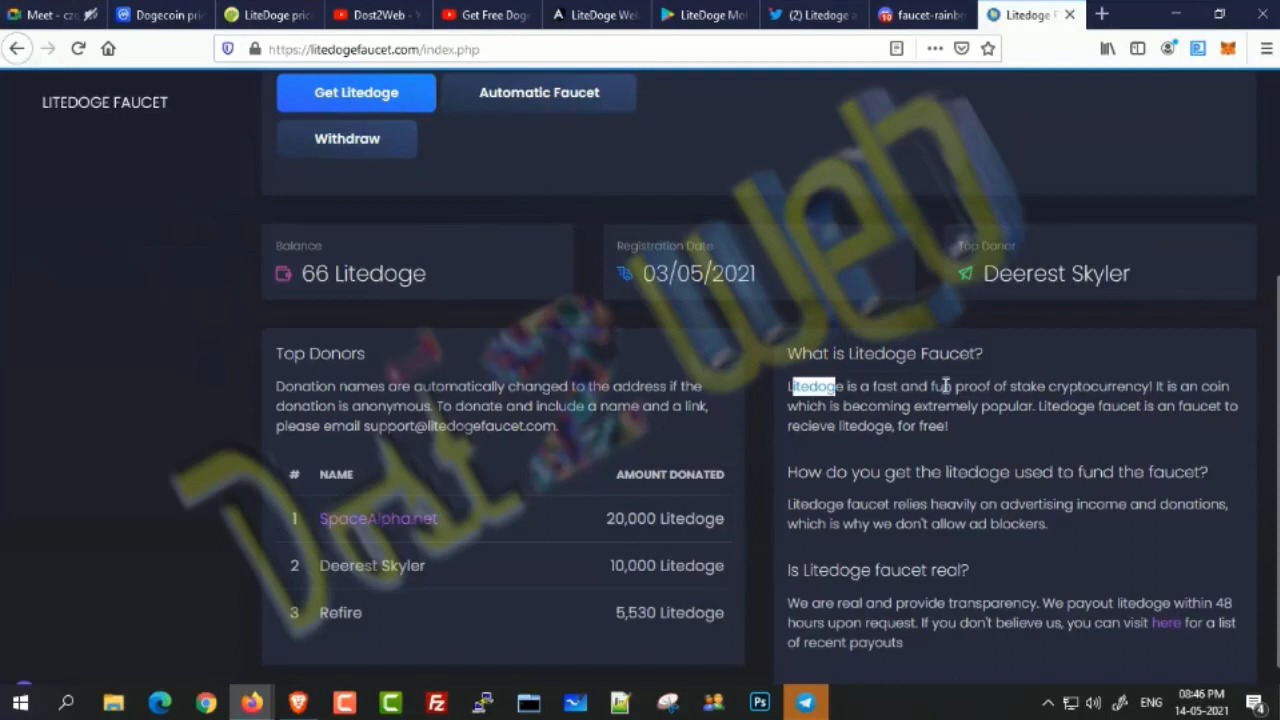 Meet - czg
Dogecoin pri
LiteDoge pric
Dost2Web - Y
Get Free Dog
LiteDoge We
LiteDoge Mo
(2) Litedoge a
faucet-rainb
Litedoge F
https://litedogefaucet.com/index.php
LITEDOGE FAUCET
Get Litedoge
Automatic Faucet
Withdraw
Balance
66 Litedoge
Registration Date
03/05/2021
Top Donor
Deerest Skyler
Top Donors
Donation names are automatically changed to the address if the
donation is anonymous. To donate and include a name and a link,
please email support@litedogefaucet.com.
# NAME AMOUNT DONATED
1 SpaceAlpha.net 20,000 Litedoge
2 Deerest Skyler 10,000 Litedoge
3 Refire 5,530 Litedoge
What is Litedoge Faucet?
Litedoge is a fast and full proof of stake cryptocurrency! It is an coin
which is becoming extremely popular. Litedoge faucet is an faucet to
recieve litedoge, for free!
How do you get the litedoge used to fund the faucet?
Litedoge faucet relies heavily on advertising income and donations,
which is why we don't allow ad blockers.
Is Litedoge faucet real?
We are real and provide transparency. We payout litedoge within 48
hours upon request. If you don't believe us, you can visit here for a list
of recent payouts
Dost2Web
ENG
08:46 PM
14-05-2021